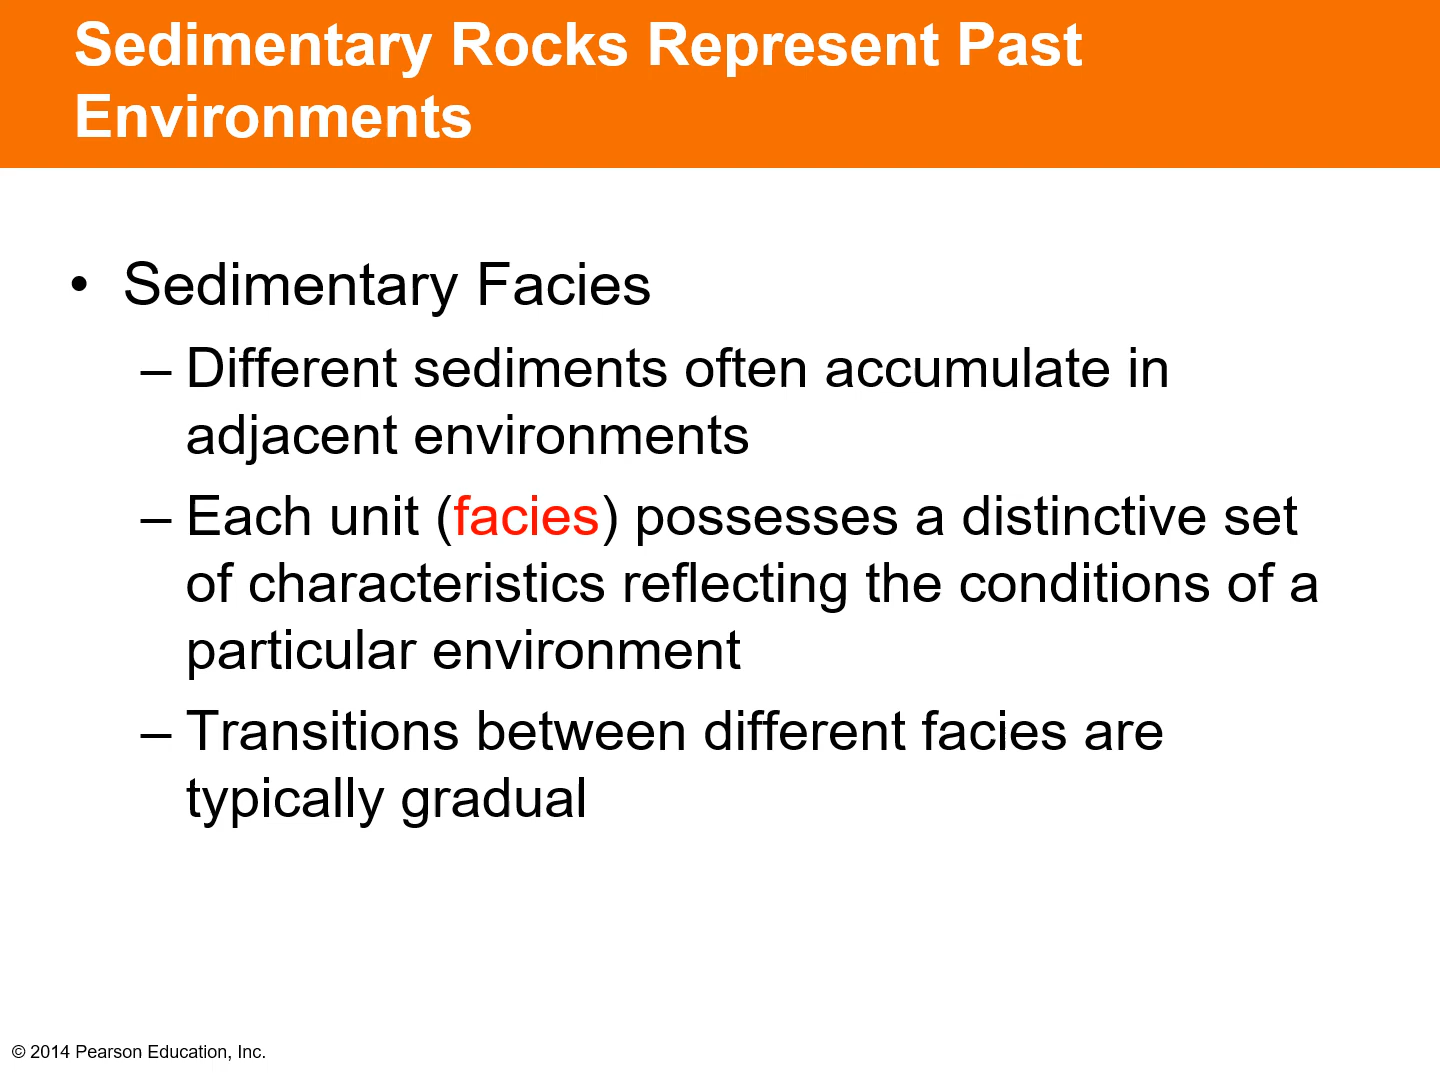 Sedimentary Rocks Represent Past
Environments
• Sedimentary Facies
– Different sediments often accumulate in
adjacent environments
– Each unit (facies) possesses a distinctive set
of characteristics reflecting the conditions of a
particular environment
– Transitions between different facies are
typically gradual
© 2014 Pearson Education, Inc.